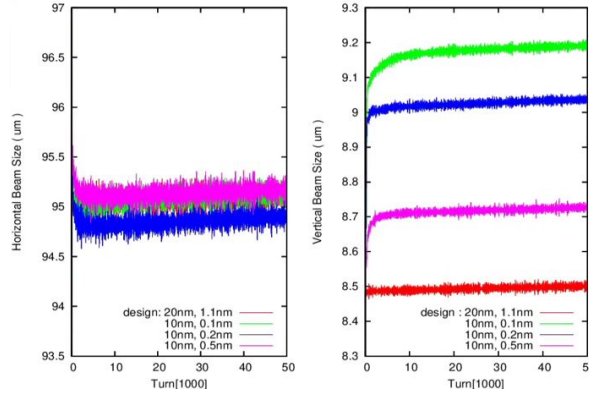 97
96.5
96
95.5
95
94.5
94
93.5
Horizontal Beam Size ( um )
design: 20nm, 1.1nm
10nm, 0.1nm
10nm, 0.2nm
10nm, 0.5nm
0 10 20 30 40 50
Turn[1000]
9.3
9.2
9.1
9
8.9
8.8
8.7
8.6
8.5
8.4
8.3
Vertical Beam Size ( um )
design : 20nm, 1.1nm
10nm, 0.1nm
10nm, 0.2nm
10nm, 0.5nm
0 10 20 30 40 5
Turn[1000]